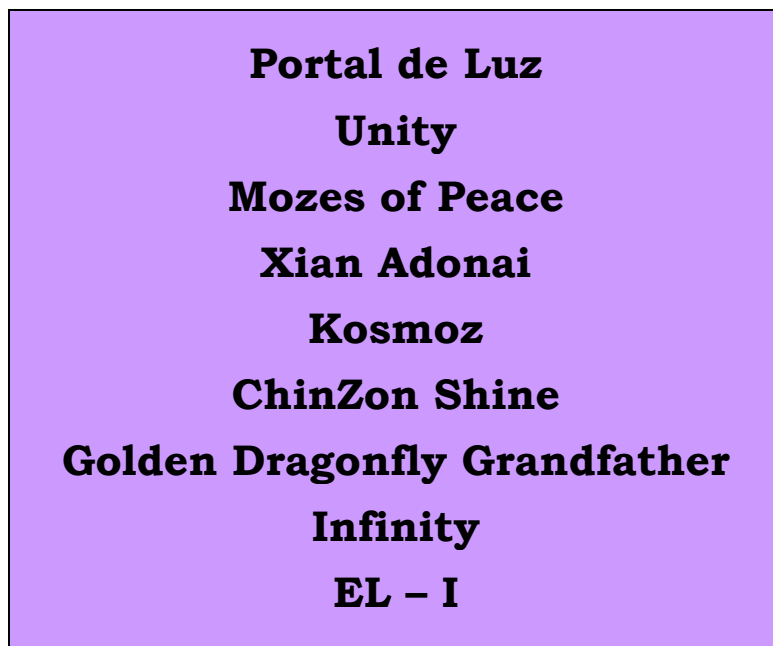 Portal de Luz
Unity
Mozes of Peace
Xian Adonai
Kosmoz
ChinZon Shine
Golden Dragonfly Grandfather
Infinity
EL – I